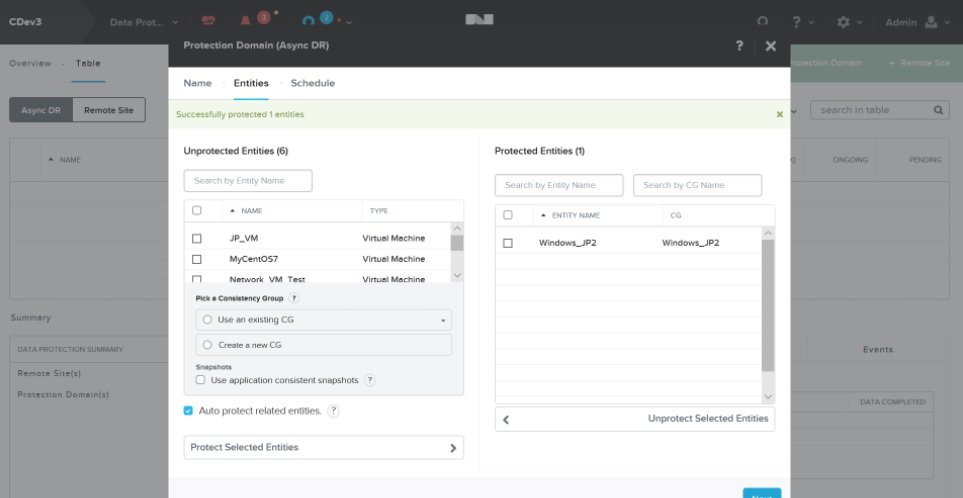 CDev3
Data Prot...
3
2
?
Admin
Protection Domain (Async DR)
?
Overview · Table
Protection Domain
+ Remote Site
Name · Entities · Schedule
Async DR
Remote Site
search in table
Successfully protected 1 entities
Unprotected Entities (6)
Protected Entities (1)
NAME
ONGOING
PENDING
Search by Entity Name
Search by Entity Name
Search by CG Name
NAME
TYPE
ENTITY NAME
CG
JP_VM
Virtual Machine
Windows_JP2
Windows_JP2
MyCentOS7
Virtual Machine
Network_VM_Test
Virtual Machine
Pick a Consistency Group ?
Use an existing CG
Create a new CG
Snapshots
Use application consistent snapshots ?
Summary
DATA PROTECTION SUMMARY
Events
Remote Site(s)
Protection Domain(s)
DATA COMPLETED
Auto protect related entities. ?
Unprotect Selected Entities
Protect Selected Entities
Next